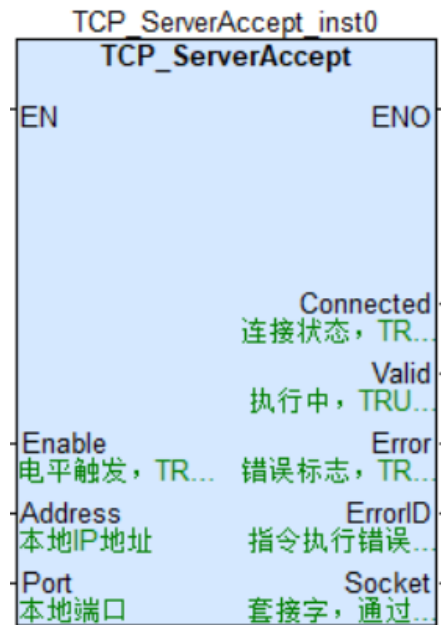 TCP_ServerAccept_inst0
TCP_ServerAccept
EN ENO
Connected
连接状态，TR...
Valid
执行中，TRU...
Enable Error
电平触发，TR... 错误标志，TR...
Address ErrorID
本地IP地址 指令执行错误...
Port Socket
本地端口 套接字，通过...